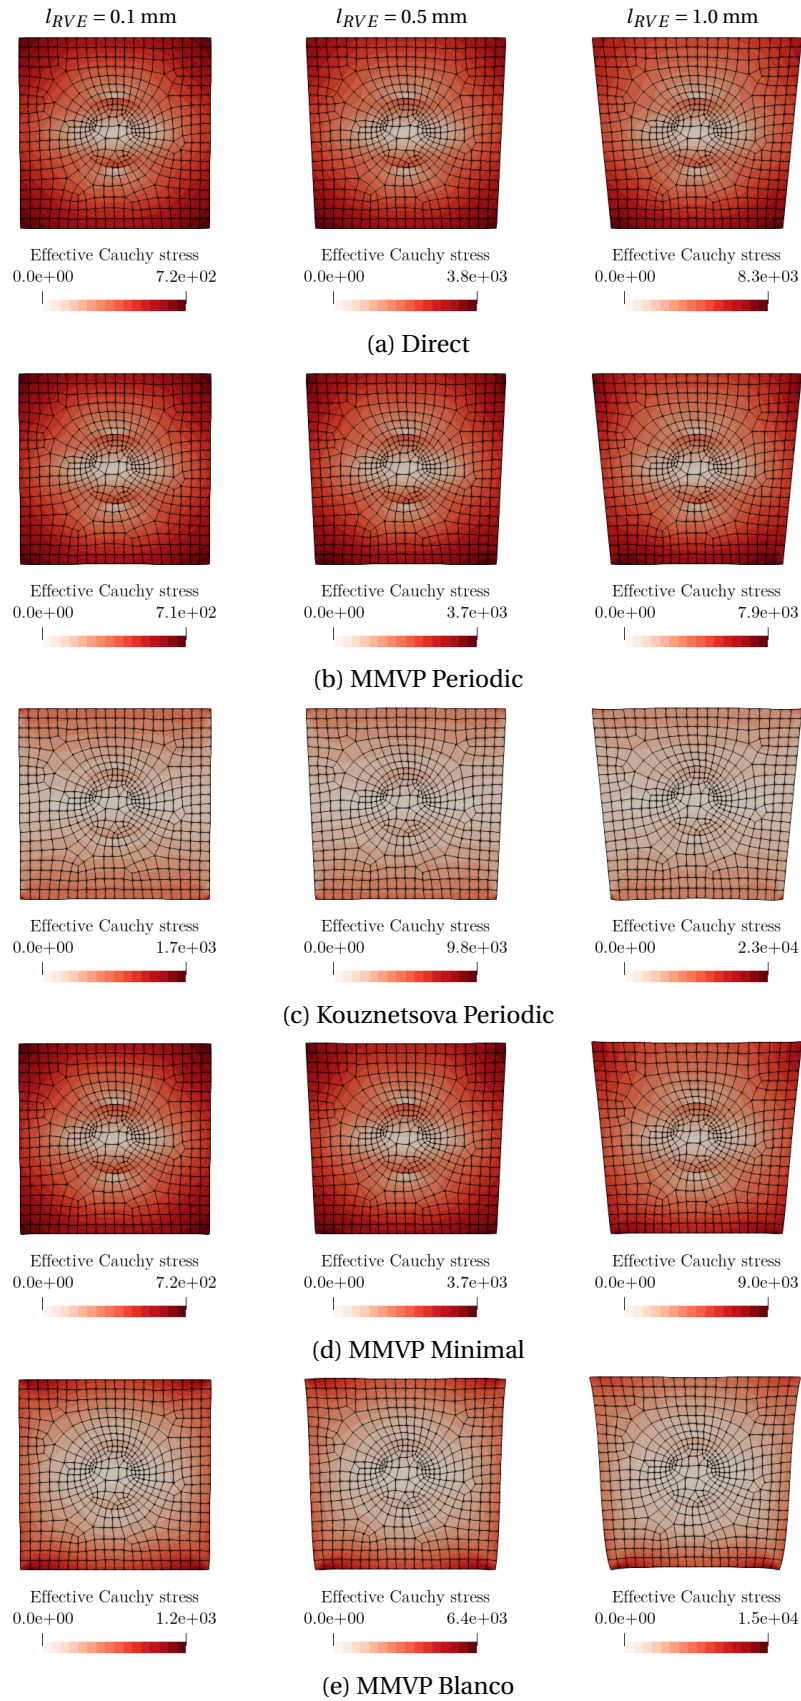 l_RVE = 0.1 mm l_RVE = 0.5 mm l_RVE = 1.0 mm
Effective Cauchy stress Effective Cauchy stress Effective Cauchy stress
0.0e+00 7.2e+02 0.0e+00 3.8e+03 0.0e+00 8.3e+03
(a) Direct
Effective Cauchy stress Effective Cauchy stress Effective Cauchy stress
0.0e+00 7.1e+02 0.0e+00 3.7e+03 0.0e+00 7.9e+03
(b) MMVP Periodic
Effective Cauchy stress Effective Cauchy stress Effective Cauchy stress
0.0e+00 1.7e+03 0.0e+00 9.8e+03 0.0e+00 2.3e+04
(c) Kouznetsova Periodic
Effective Cauchy stress Effective Cauchy stress Effective Cauchy stress
0.0e+00 7.2e+02 0.0e+00 3.7e+03 0.0e+00 9.0e+03
(d) MMVP Minimal
Effective Cauchy stress Effective Cauchy stress Effective Cauchy stress
0.0e+00 1.2e+03 0.0e+00 6.4e+03 0.0e+00 1.5e+04
(e) MMVP Blanco